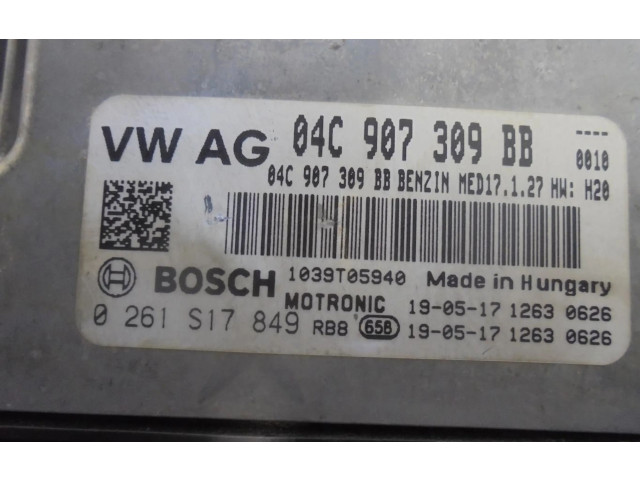 VW AG 04C 907 309 BB ----
0010
04C 907 309 BB BENZIN MED17.1.27 HW: H20
BOSCH 1039T05940 Made in Hungary
MOTRONIC 19-05-17 1263 0626
0 261 S17 849 RB8 658 19-05-17 1263 0626